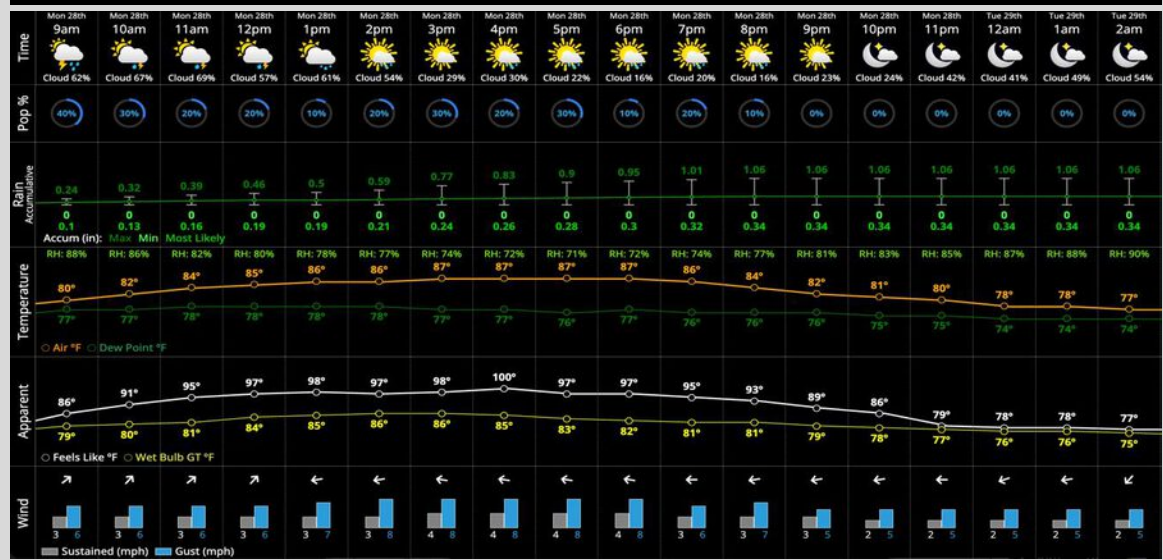 Time
Mon 28th Mon 28th Mon 28th Mon 28th Mon 28th Mon 28th Mon 28th Mon 28th Mon 28th Mon 28th Mon 28th Mon 28th Mon 28th Mon 28th Mon 28th Tue 29th Tue 29th Tue 29th
9am 10am 11am 12pm 1pm 2pm 3pm 4pm 5pm 6pm 7pm 8pm 9pm 10pm 11pm 12am 1am 2am
Cloud 62% Cloud 67% Cloud 69% Cloud 57% Cloud 61% Cloud 54% Cloud 29% Cloud 30% Cloud 22% Cloud 16% Cloud 20% Cloud 16% Cloud 23% Cloud 24% Cloud 42% Cloud 41% Cloud 49% Cloud 54%
Pop %
40% 30% 20% 20% 10% 20% 30% 20% 30% 10% 20% 10% 0% 0% 0% 0% 0% 0%
Rain
Accumulative
0.24 0.32 0.39 0.46 0.5 0.59 0.77 0.83 0.9 0.95 1.01 1.06 1.06 1.06 1.06 1.06 1.06 1.06
0 0 0 0 0 0 0 0 0 0 0 0 0 0 0 0 0 0
0.1 0.13 0.16 0.19 0.19 0.21 0.24 0.26 0.28 0.3 0.32 0.34 0.34 0.34 0.34 0.34 0.34 0.34
Accum (in): Max Min Most Likely
Temperature
RH: 88% RH: 86% RH: 82% RH: 80% RH: 78% RH: 77% RH: 74% RH: 72% RH: 71% RH: 72% RH: 74% RH: 77% RH: 81% RH: 83% RH: 85% RH: 87% RH: 88% RH: 90%
80° 82° 84° 85° 86° 86° 87° 87° 87° 87° 86° 84° 82° 81° 80° 78° 78° 77°
77° 77° 78° 78° 78° 78° 77° 77° 76° 77° 76° 76° 76° 75° 75° 74° 74° 74°
Air °F Dew Point °F
Apparent
86° 91° 95° 97° 98° 97° 98° 100° 97° 97° 95° 93° 89° 86° 79° 78° 78° 77°
79° 80° 81° 84° 85° 86° 86° 85° 83° 82° 81° 81° 79° 78° 77° 76° 76° 75°
Feels Like °F Wet Bulb GT °F
Wind
3 6 3 6 3 6 3 6 3 7 3 8 4 8 4 8 4 8 4 8 3 6 3 7 3 5 2 5 2 5 2 5 2 5 2 5
Sustained (mph) Gust (mph)